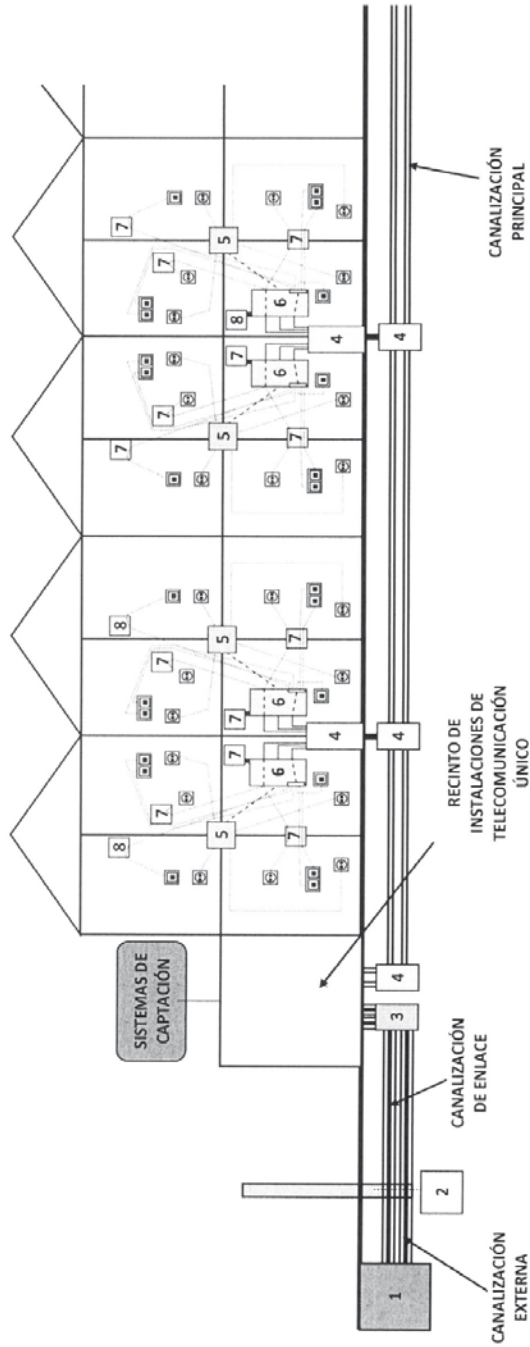 SISTEMAS DE
CAPTACIÓN
8 8 7 7
7 7 7 7
5 5 5 5
7 7 7 8
6 6 6 6
7 7 7 7
4 4
1 3 4 4 4
2
CANALIZACIÓN
EXTERNA
CANALIZACIÓN
DE ENLACE
RECINTO DE
INSTALACIONES DE
TELECOMUNICACIÓN
ÚNICO
CANALIZACIÓN
PRINCIPAL